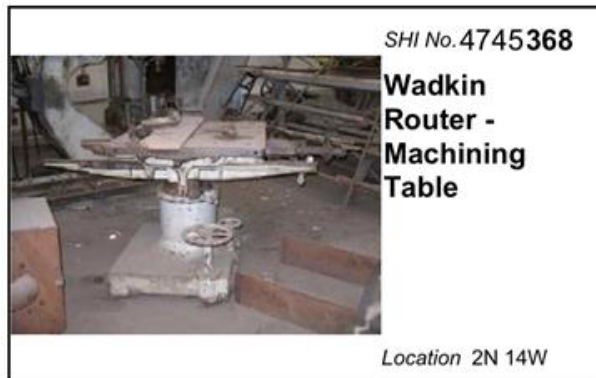 SHI No. 4745368
Wadkin
Router -
Machining
Table
Location 2N 14W